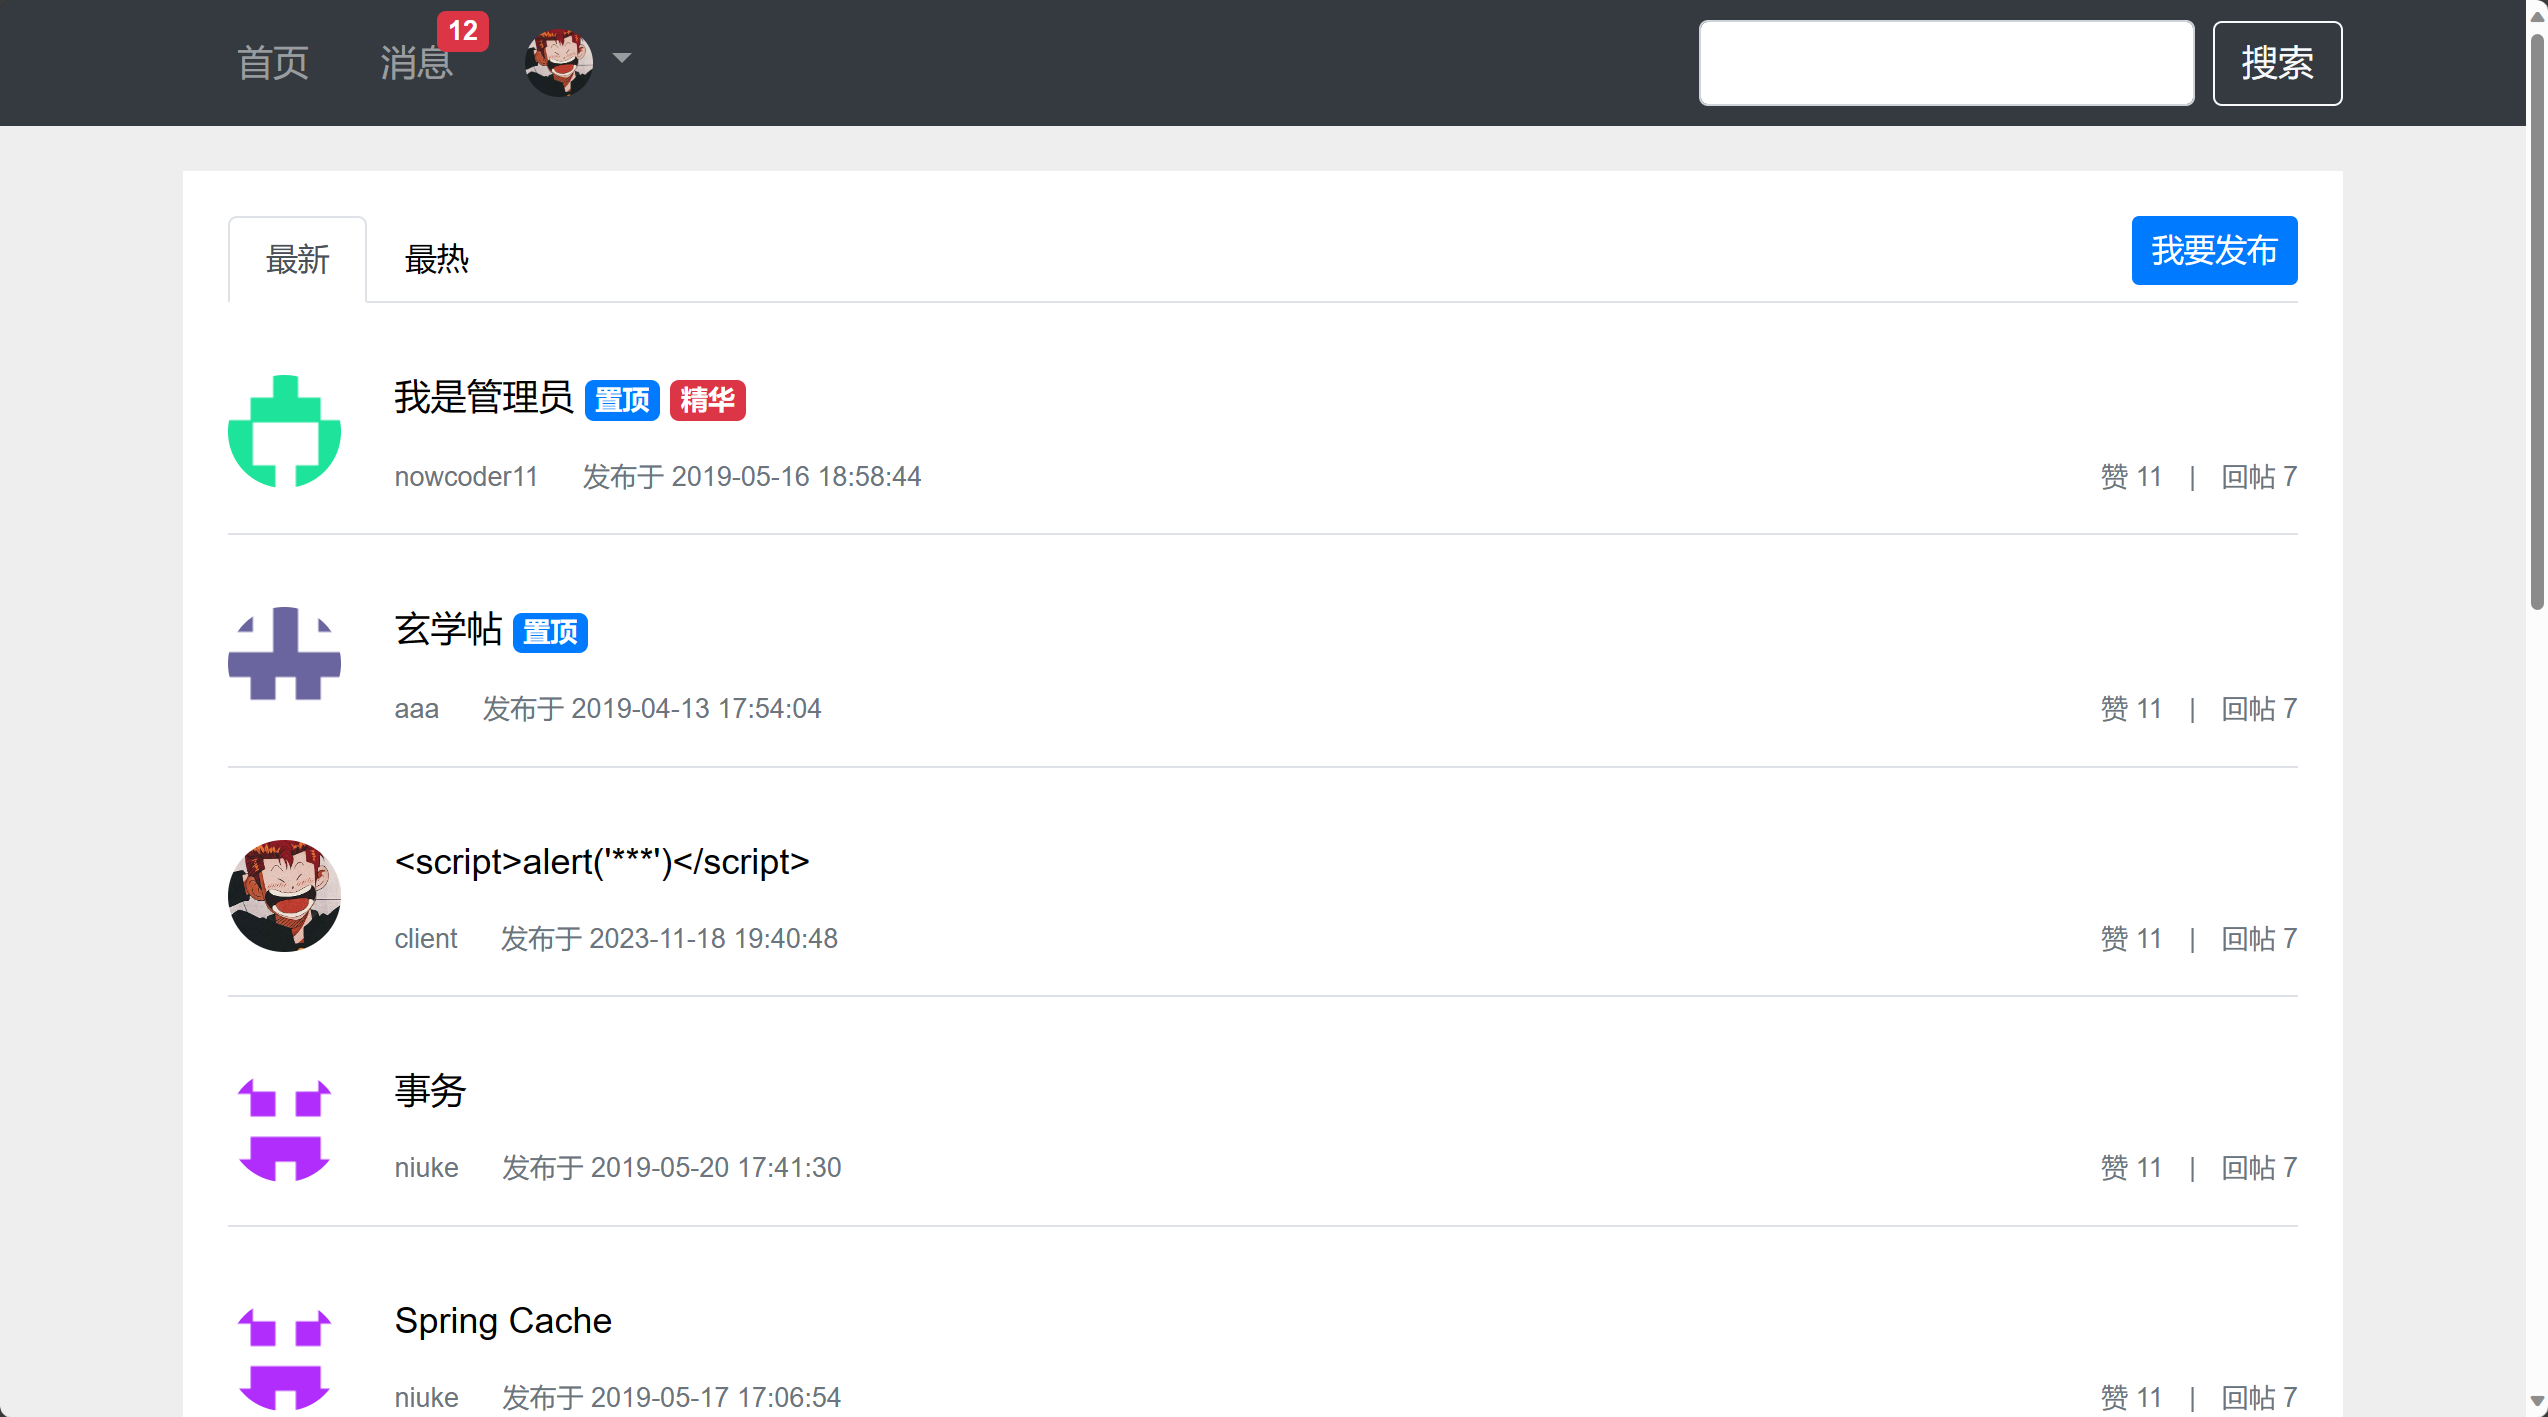 首页 消息 12 搜索
最新 最热 我要发布
我是管理员 置顶 精华
nowcoder11 发布于 2019-05-16 18:58:44 赞 11 | 回帖 7
玄学帖 置顶
aaa 发布于 2019-04-13 17:54:04 赞 11 | 回帖 7
<script>alert('***')</script>
client 发布于 2023-11-18 19:40:48 赞 11 | 回帖 7
事务
niuke 发布于 2019-05-20 17:41:30 赞 11 | 回帖 7
Spring Cache
niuke 发布于 2019-05-17 17:06:54 赞 11 | 回帖 7